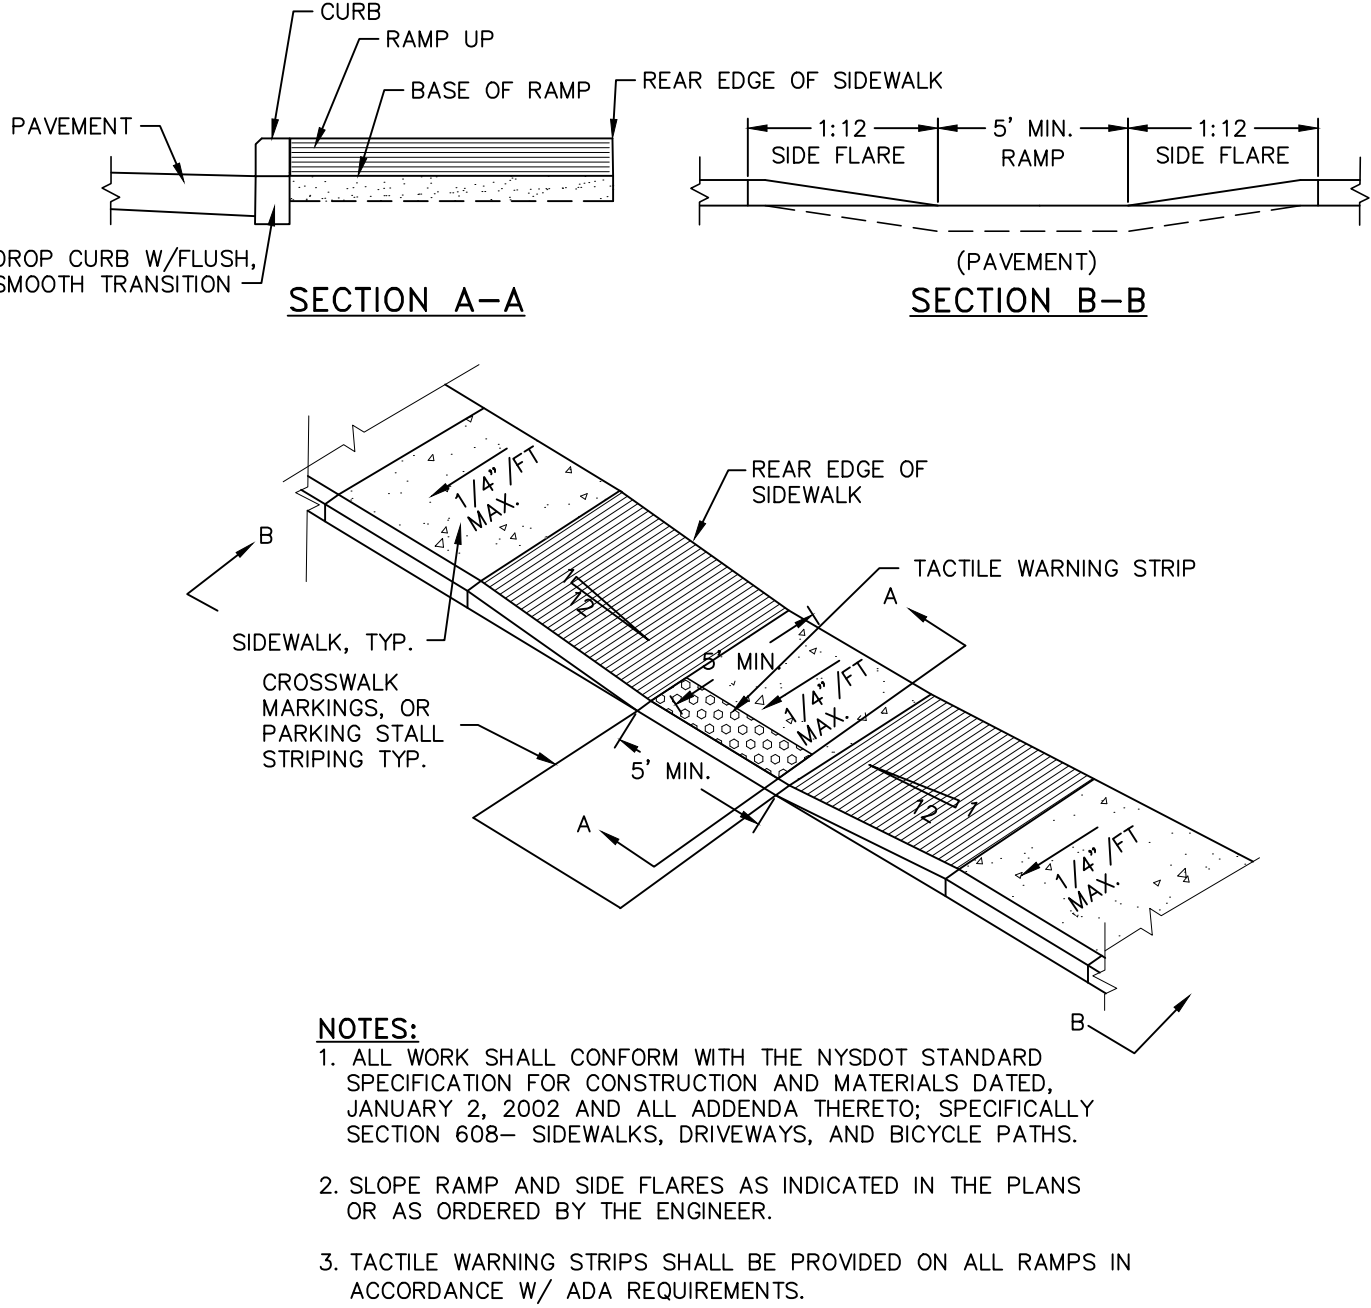 CURB
RAMP UP
BASE OF RAMP
REAR EDGE OF SIDEWALK
PAVEMENT
DROP CURB W/FLUSH,
SMOOTH TRANSITION
SECTION A-A
1:12
SIDE FLARE
5' MIN.
RAMP
1:12
SIDE FLARE
(PAVEMENT)
SECTION B-B
1/4"/FT
MAX.
REAR EDGE OF
SIDEWALK
B
TACTILE WARNING STRIP
A
1
12
SIDEWALK, TYP.
5' MIN.
1/4"/FT
MAX.
CROSSWALK
MARKINGS, OR
PARKING STALL
STRIPING TYP.
5' MIN.
1
12
A
1/4"/FT
MAX.
B
NOTES:
1. ALL WORK SHALL CONFORM WITH THE NYSDOT STANDARD
SPECIFICATION FOR CONSTRUCTION AND MATERIALS DATED,
JANUARY 2, 2002 AND ALL ADDENDA THERETO; SPECIFICALLY
SECTION 608- SIDEWALKS, DRIVEWAYS, AND BICYCLE PATHS.
2. SLOPE RAMP AND SIDE FLARES AS INDICATED IN THE PLANS
OR AS ORDERED BY THE ENGINEER.
3. TACTILE WARNING STRIPS SHALL BE PROVIDED ON ALL RAMPS IN
ACCORDANCE W/ ADA REQUIREMENTS.